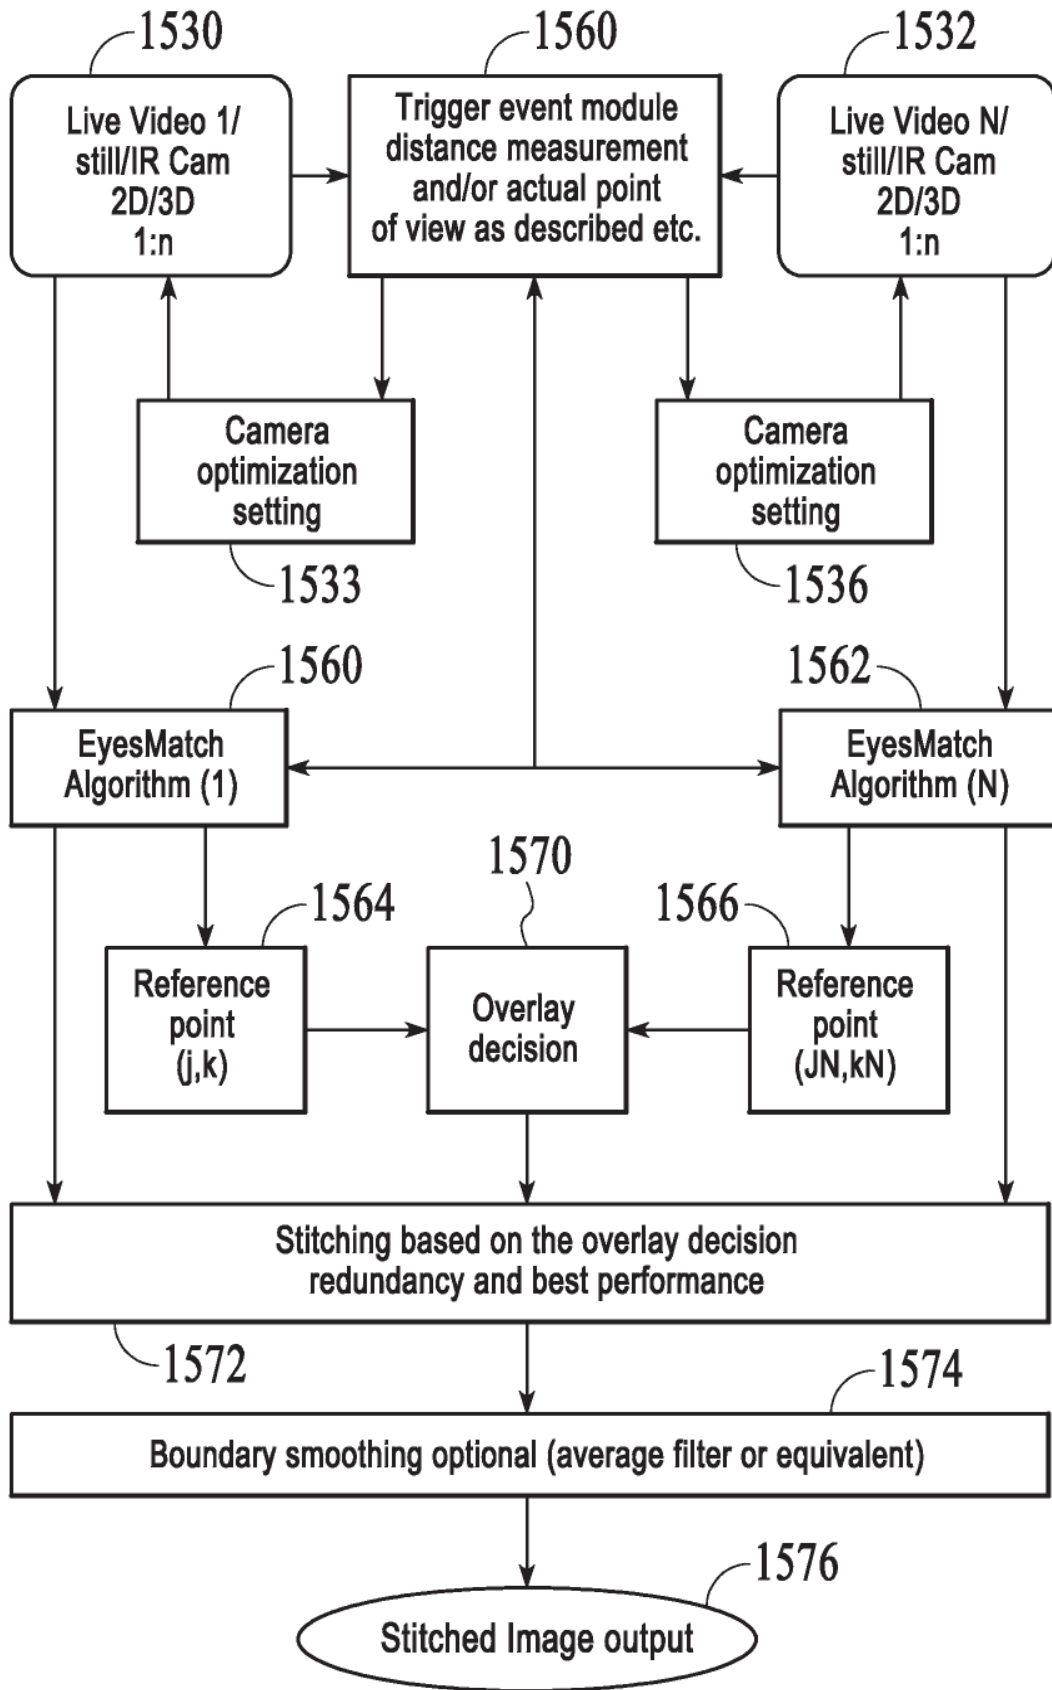 1530
1560
1532
Live Video 1/
still/IR Cam
2D/3D
1:n
Trigger event module
distance measurement
and/or actual point
of view as described etc.
Live Video N/
still/IR Cam
2D/3D
1:n
Camera
optimization
setting
Camera
optimization
setting
1533
1536
1560
1562
EyesMatch
Algorithm (1)
EyesMatch
Algorithm (N)
1564
1570
1566
Reference
point
(j,k)
Overlay
decision
Reference
point
(JN,kN)
Stitching based on the overlay decision
redundancy and best performance
1572
1574
Boundary smoothing optional (average filter or equivalent)
1576
Stitched Image output